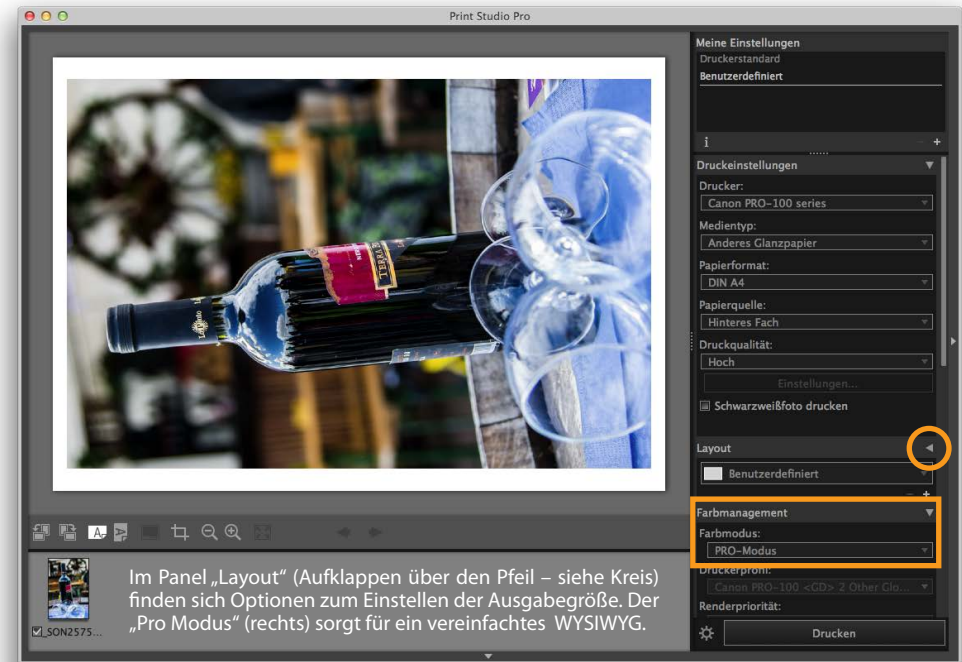 Print Studio Pro
Meine Einstellungen
Druckerstandard
Benutzerdefiniert
i
- +
Druckeinstellungen
Drucker:
Canon PRO-100 series
Medientyp:
Anderes Glanzpapier
Papierformat:
DIN A4
Papierquelle:
Hinteres Fach
Druckqualität:
Hoch
Einstellungen...
Schwarzweißfoto drucken
Layout
Benutzerdefiniert
- +
Farbmanagement
Farbmodus:
PRO-Modus
Druckerprofil:
Canon PRO-100 <GD> 2 Other Glo...
Renderpriorität:
Drucken
TERRA
A
A
_SON2575...
Im Panel „Layout“ (Aufklappen über den Pfeil – siehe Kreis)
finden sich Optionen zum Einstellen der Ausgabegröße. Der
„Pro Modus“ (rechts) sorgt für ein vereinfachtes WYSIWYG.